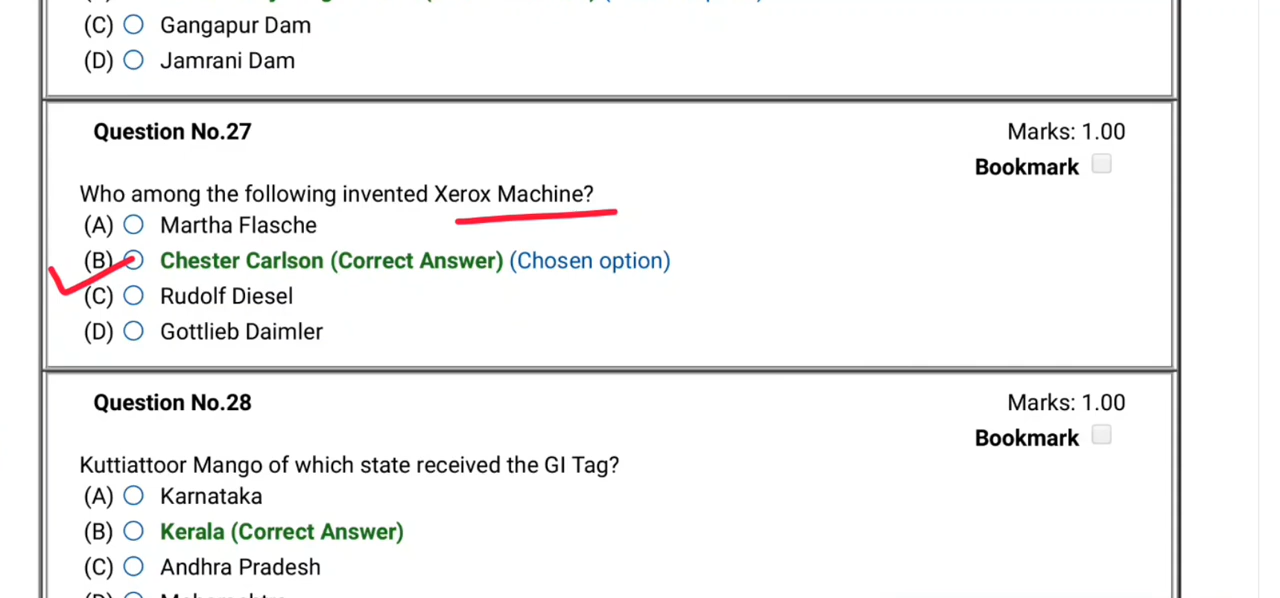 (C) Gangapur Dam
(D) Jamrani Dam
Question No.27 Marks: 1.00
Bookmark
Who among the following invented Xerox Machine?
(A) Martha Flasche
(B) Chester Carlson (Correct Answer) (Chosen option)
(C) Rudolf Diesel
(D) Gottlieb Daimler
Question No.28 Marks: 1.00
Bookmark
Kuttiattoor Mango of which state received the GI Tag?
(A) Karnataka
(B) Kerala (Correct Answer)
(C) Andhra Pradesh